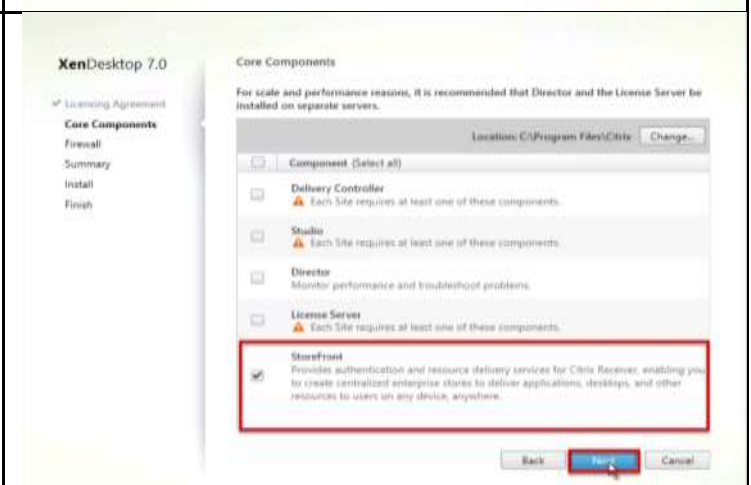 XenDesktop 7.0
Licensing Agreement
Core Components
Firewall
Summary
Install
Finish
Core Components
For scale and performance reasons, it is recommended that Director and the License Server be
installed on separate servers.
Location: C:\Program Files\Citrix Change...
Component (Select all)
Delivery Controller
Each Site requires at least one of these components.
Studio
Each Site requires at least one of these components.
Director
Monitor performance and troubleshoot problems.
License Server
Each Site requires at least one of these components.
StoreFront
Provides authentication and resource delivery services for Citrix Receiver, enabling you
to create centralized enterprise stores to deliver applications, desktops, and other
resources to users on any device, anywhere.
Back Next Cancel